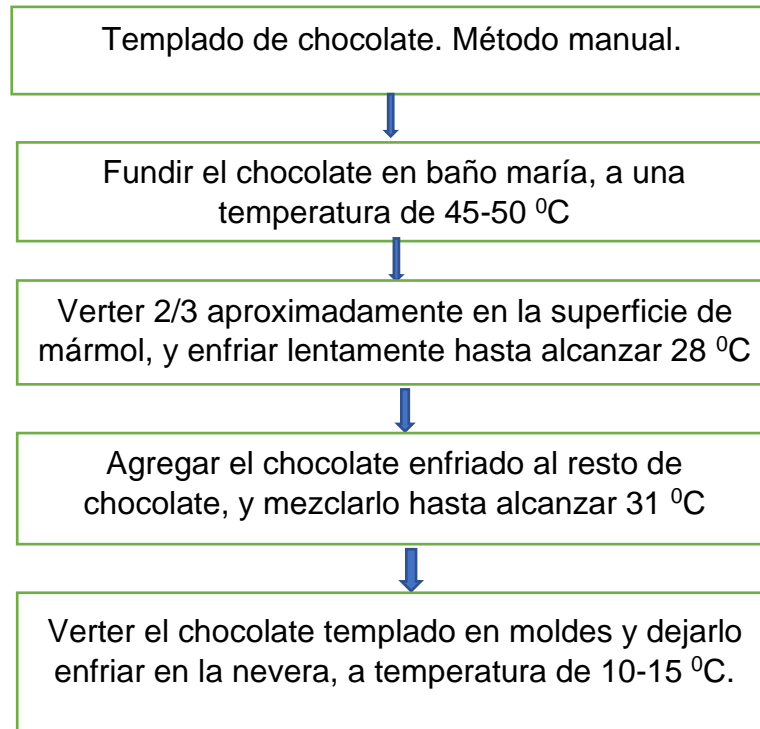 Templado de chocolate. Método manual.
Fundir el chocolate en baño maría, a una
temperatura de 45-50 ⁰C
Verter 2/3 aproximadamente en la superficie de
mármol, y enfriar lentamente hasta alcanzar 28 ⁰C
Agregar el chocolate enfriado al resto de
chocolate, y mezclarlo hasta alcanzar 31 ⁰C
Verter el chocolate templado en moldes y dejarlo
enfriar en la nevera, a temperatura de 10-15 ⁰C.